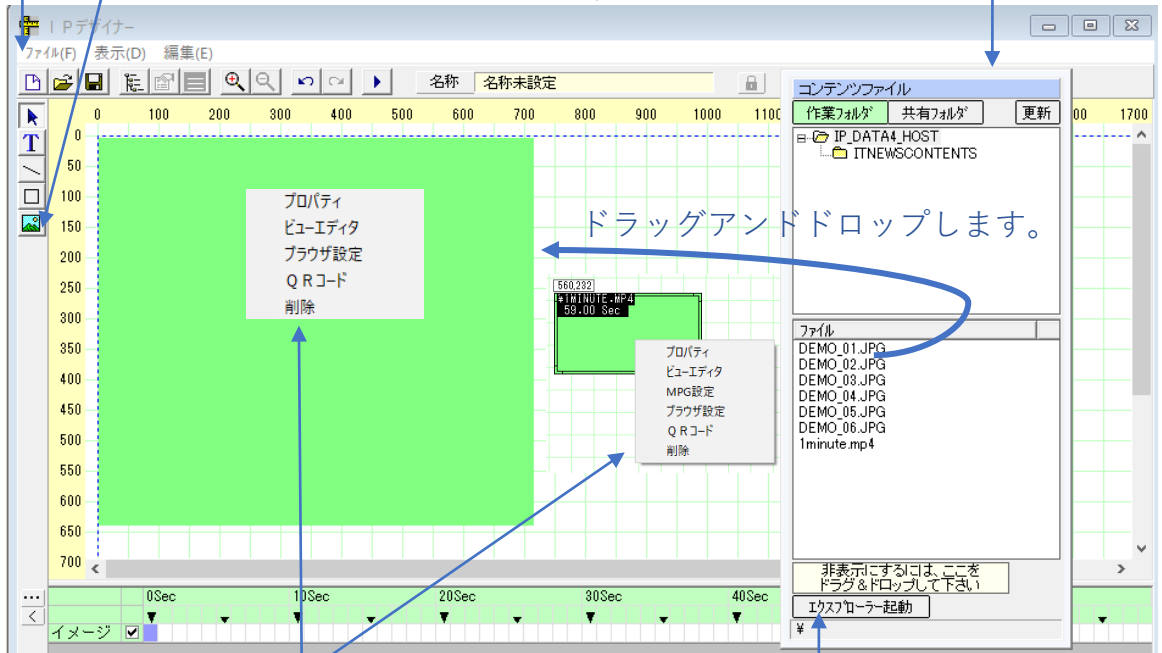 ＩＰデザイナー
ファイル(F) 表示(D) 編集(E)
名称 名称未設定
0 100 200 300 400 500 600 700 800 900 1000 1100 00 1700
0
50
100
150
200
250
300
350
400
450
500
550
600
650
700
プロパティ
ビューエディタ
ブラウザ設定
ＱＲコード
削除
ドラッグアンドドロップします。
560,232
#1MINUTE.MP4
59.00 Sec
プロパティ
ビューエディタ
MPG設定
ブラウザ設定
ＱＲコード
削除
コンテンツファイル
作業フォルダ 共有フォルダ 更新
IP_DATA4_HOST
ITNEWSCONTENTS
ファイル
DEMO_01.JPG
DEMO_02.JPG
DEMO_03.JPG
DEMO_04.JPG
DEMO_05.JPG
DEMO_06.JPG
1minute.mp4
非表示にするには、ここを
ドラッグ＆ドロップして下さい
エクスプローラー起動
¥
0Sec 10Sec 20Sec 30Sec 40Sec
イメージ